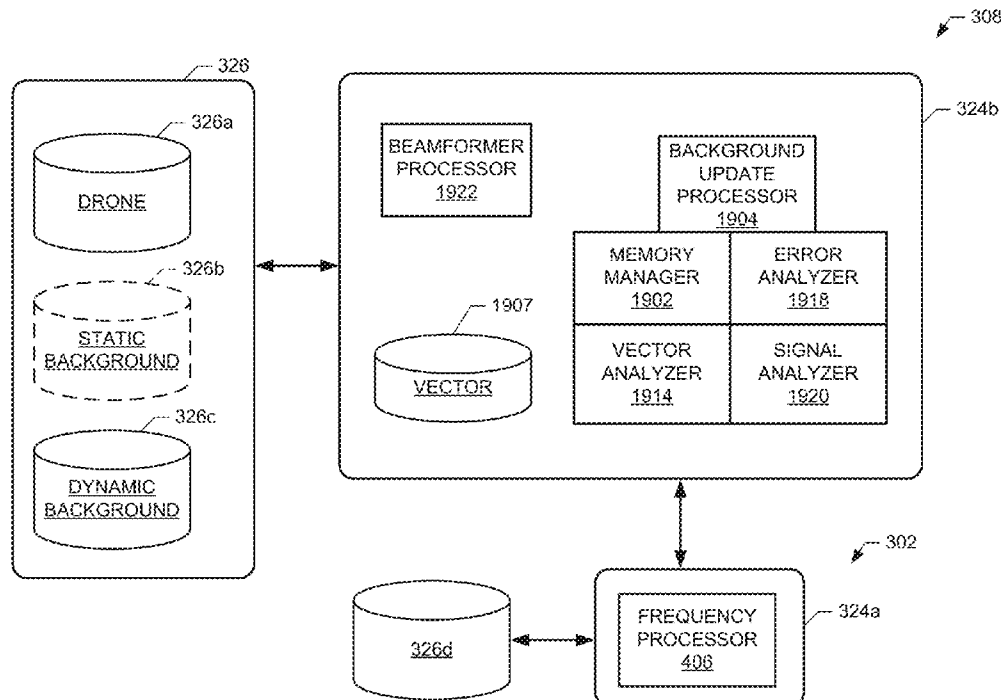 308
326
326a
DRONE
326b
STATIC
BACKGROUND
326c
DYNAMIC
BACKGROUND
324b
BEAMFORMER
PROCESSOR
1922
BACKGROUND
UPDATE
PROCESSOR
1904
MEMORY
MANAGER
1902
ERROR
ANALYZER
1918
1907
VECTOR
VECTOR
ANALYZER
1914
SIGNAL
ANALYZER
1920
302
326d
324a
FREQUENCY
PROCESSOR
406